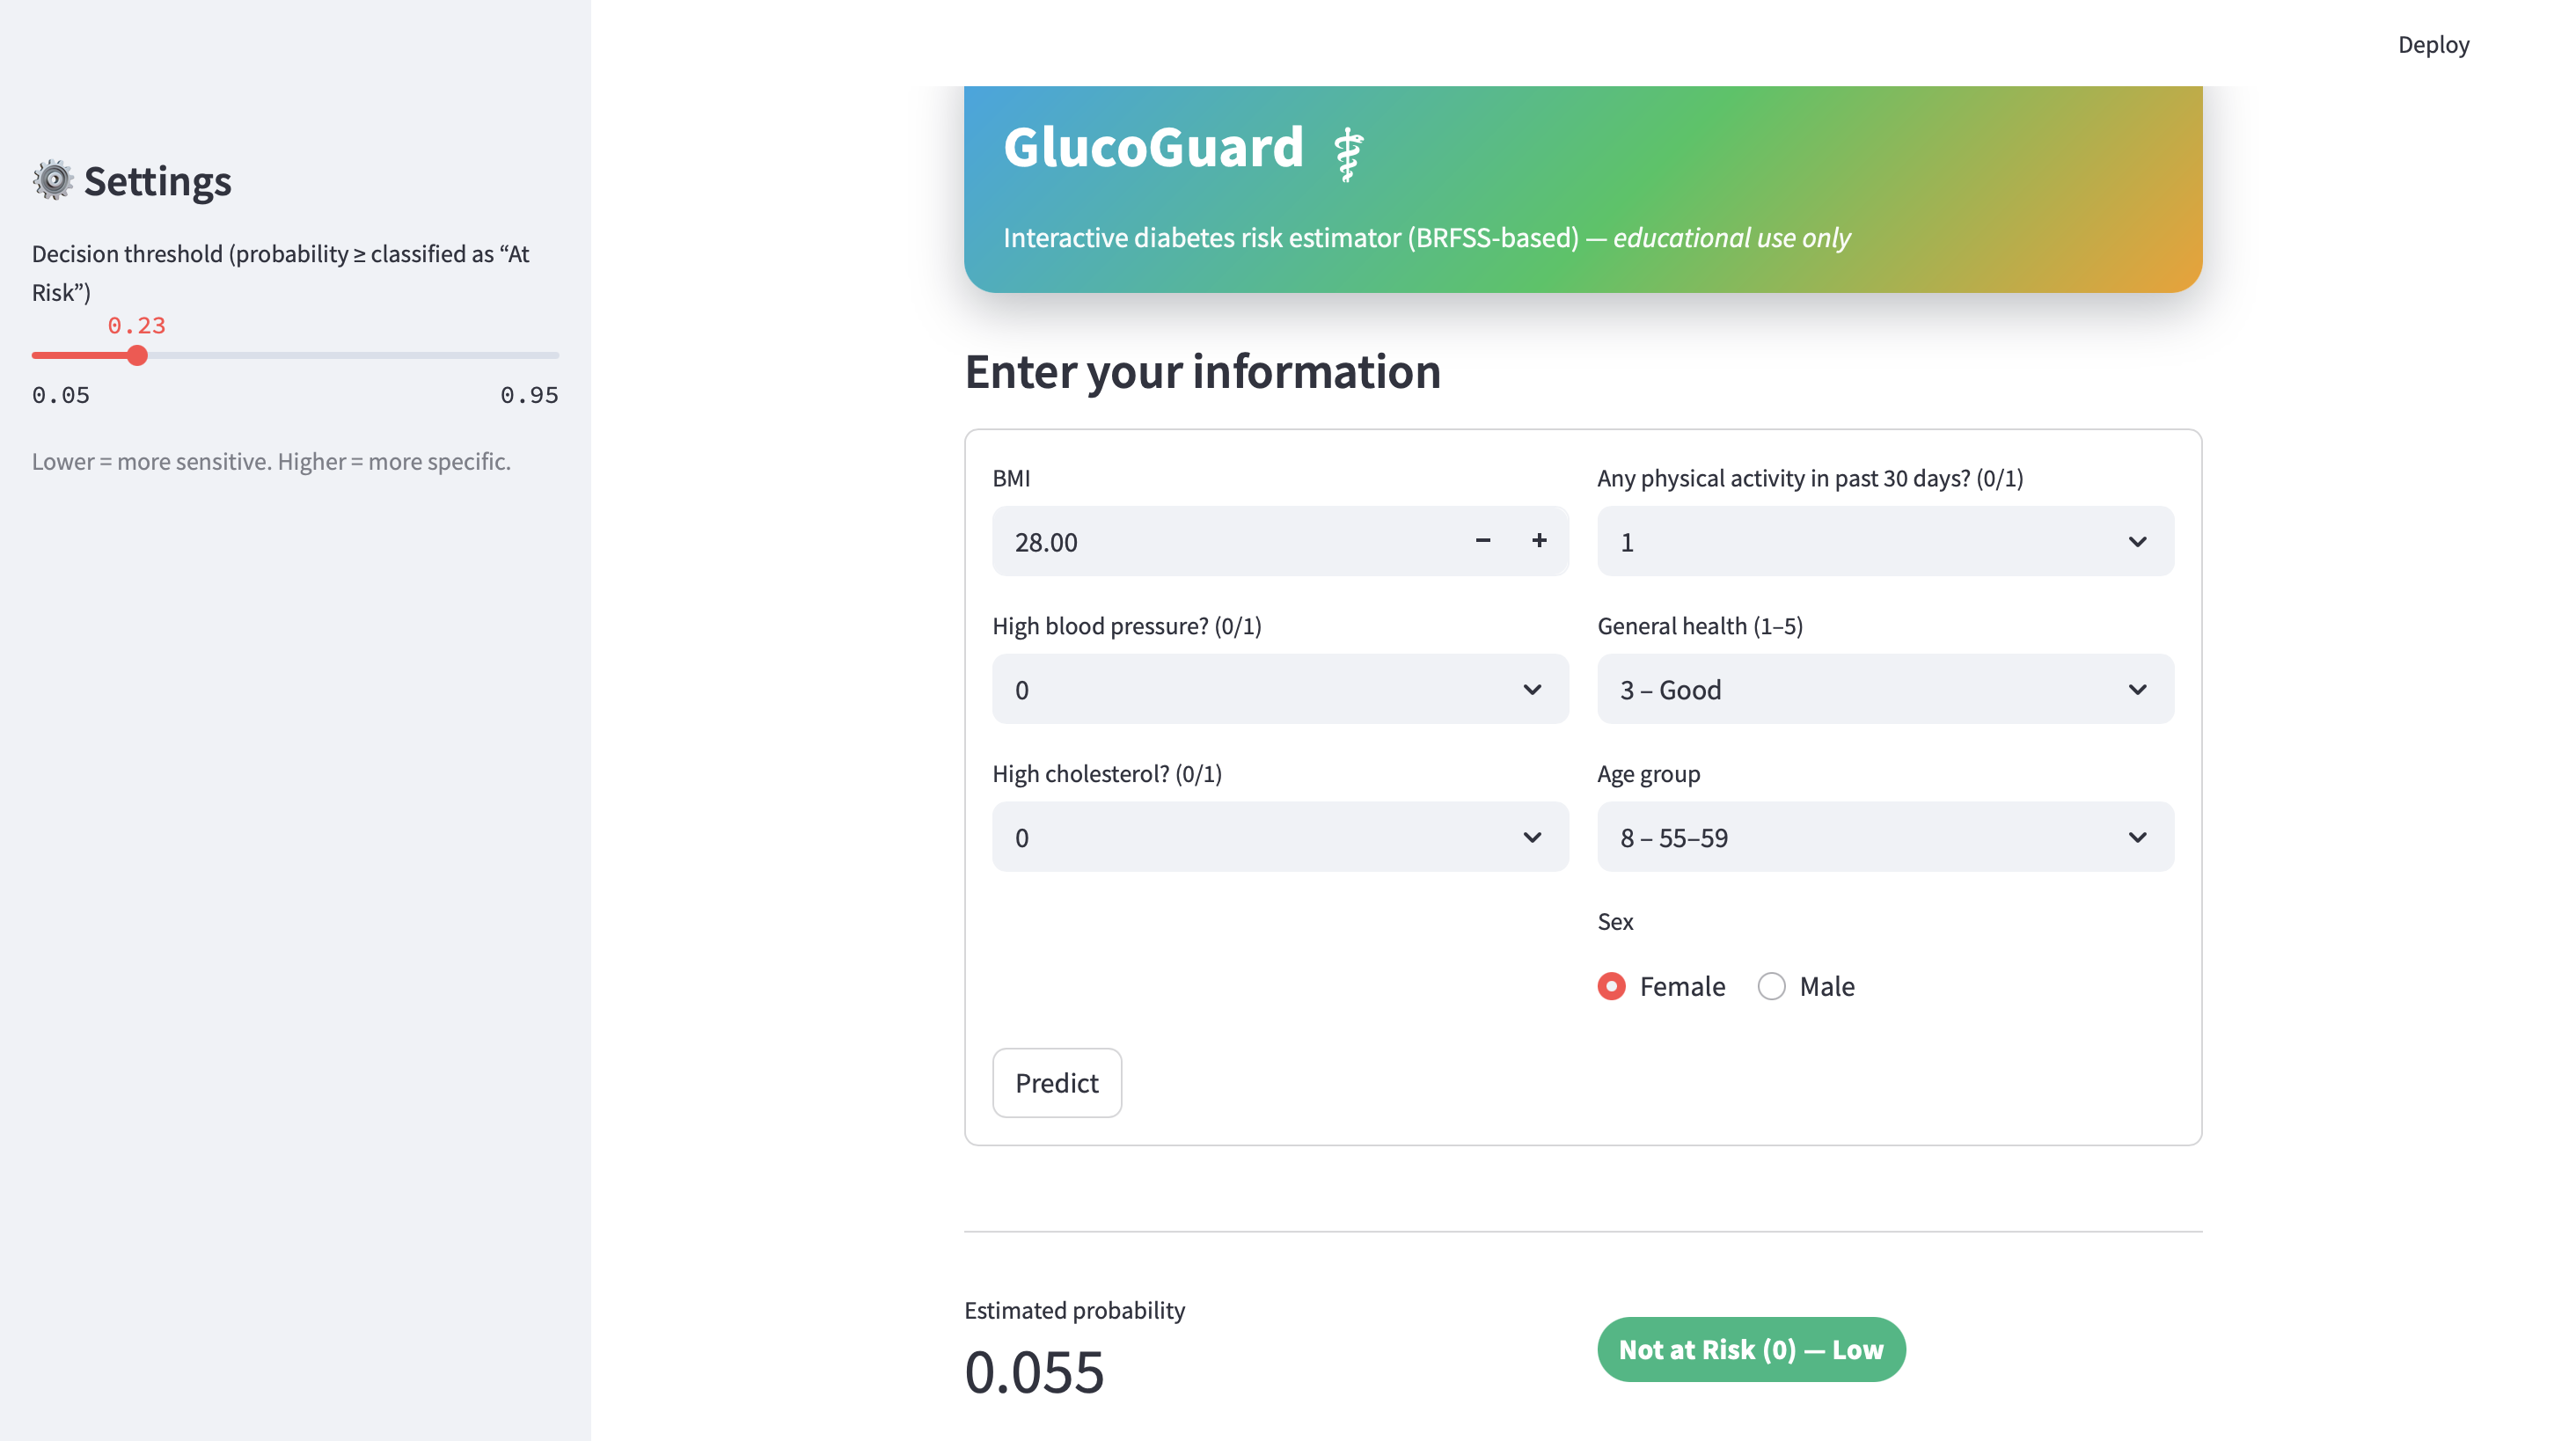 Deploy
Settings
Decision threshold (probability ≥ classified as “At
Risk”)
0.23
0.05 0.95
Lower = more sensitive. Higher = more specific.
GlucoGuard
Interactive diabetes risk estimator (BRFSS-based) — educational use only
Enter your information
BMI
28.00 − +
High blood pressure? (0/1)
0
High cholesterol? (0/1)
0
Any physical activity in past 30 days? (0/1)
1
General health (1–5)
3 – Good
Age group
8 – 55–59
Sex
Female Male
Predict
Estimated probability
0.055
Not at Risk (0) — Low